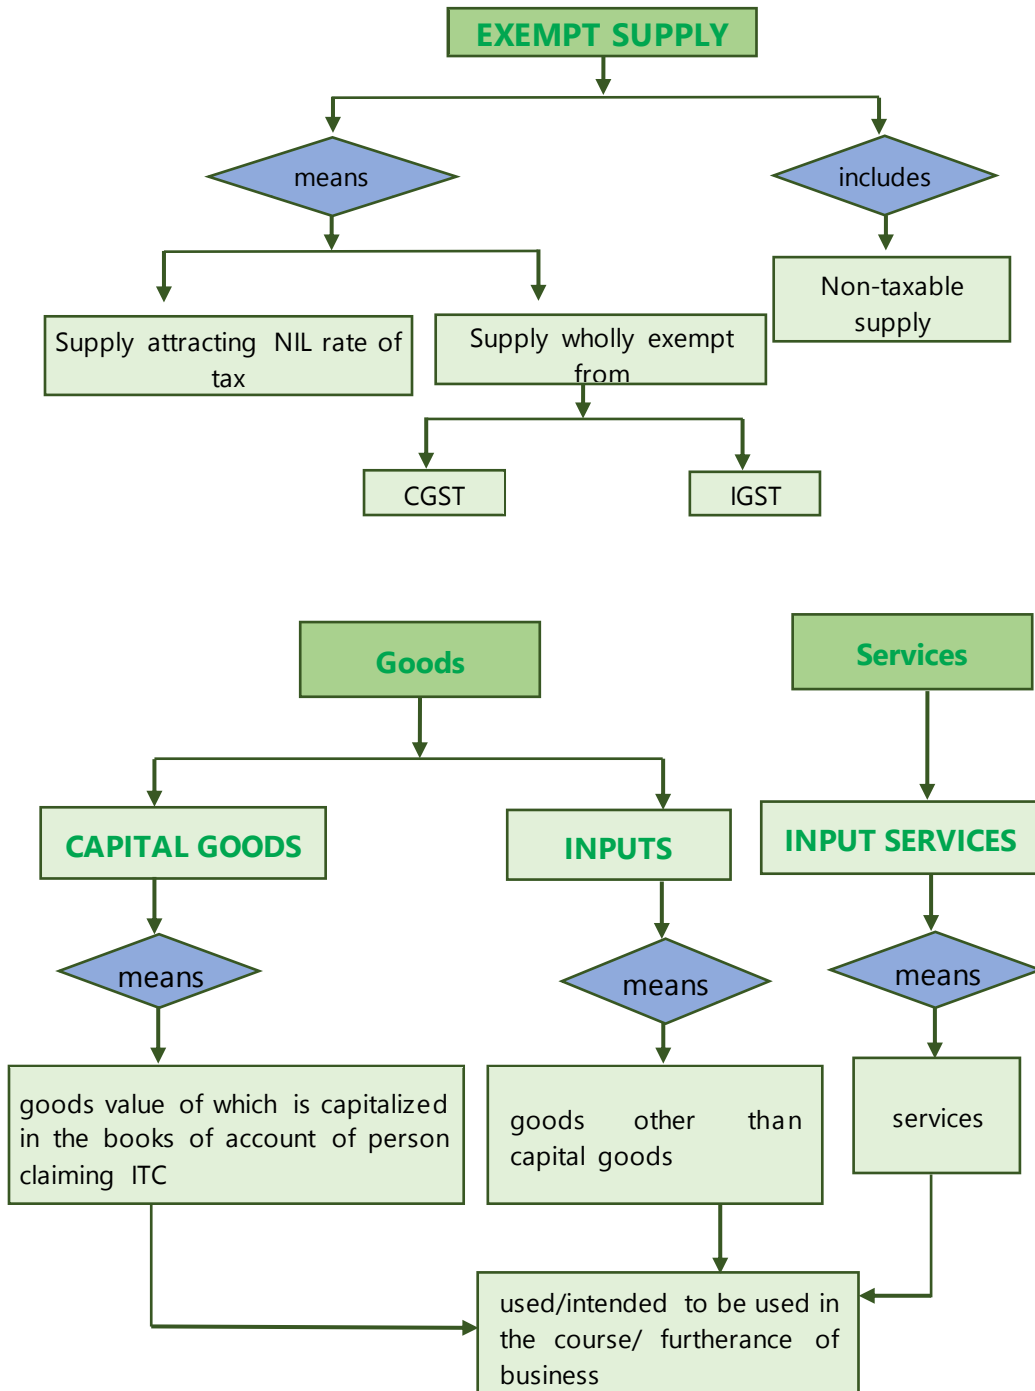 EXEMPT SUPPLY
means
includes
Supply attracting NIL rate of
tax
Supply wholly exempt
from
Non-taxable
supply
CGST
IGST
Goods
Services
CAPITAL GOODS
INPUTS
INPUT SERVICES
means
means
means
goods value of which is capitalized
in the books of account of person
claiming ITC
goods other than
capital goods
services
used/intended to be used in
the course/ furtherance of
business